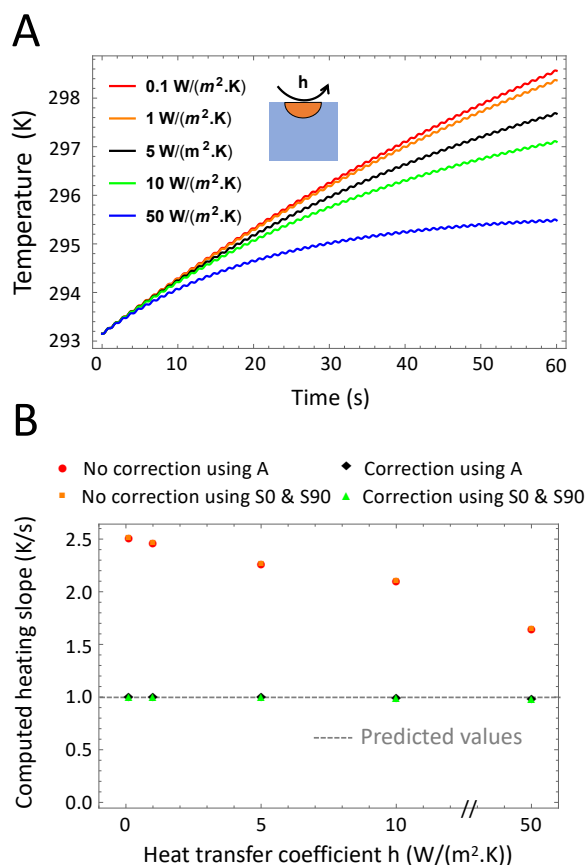 A
0.1 W/(m².K)
1 W/(m².K)
5 W/(m².K)
10 W/(m².K)
50 W/(m².K)
h
Temperature (K)
298
297
296
295
294
293
0 10 20 30 40 50 60
Time (s)
B
No correction using A
Correction using A
No correction using S0 & S90
Correction using S0 & S90
Computed heating slope (K/s)
2.5
2.0
1.5
1.0
0.5
0.0
Predicted values
0 5 10 // 50
Heat transfer coefficient h (W/(m².K)